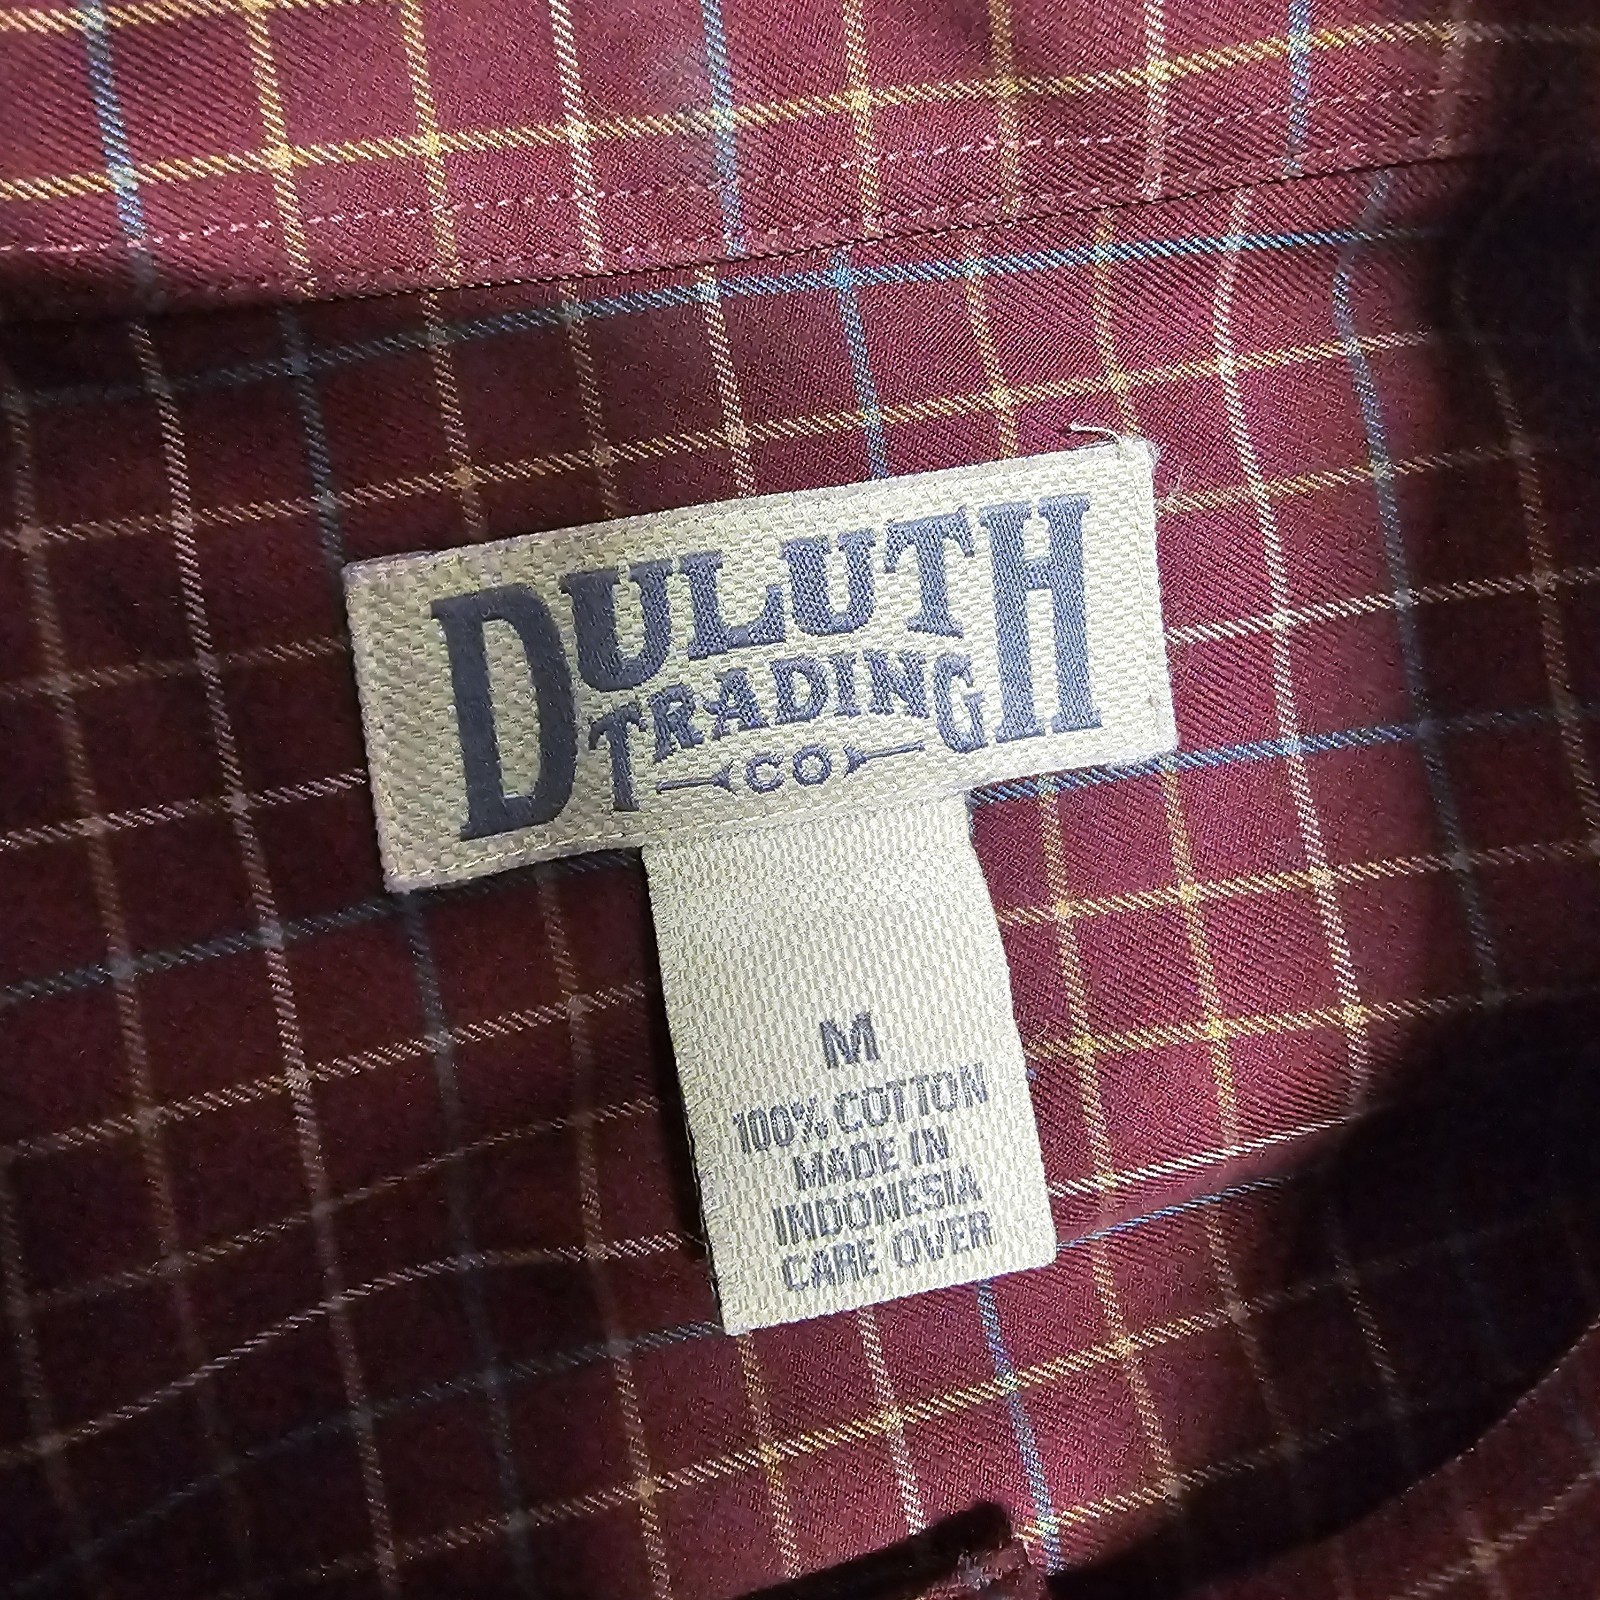 DULUTH
TRADING
CO
M
100% COTTON
MADE IN
INDONESIA
CARE OVER